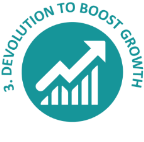 3. DEVOLUTION TO BOOST GROWTH